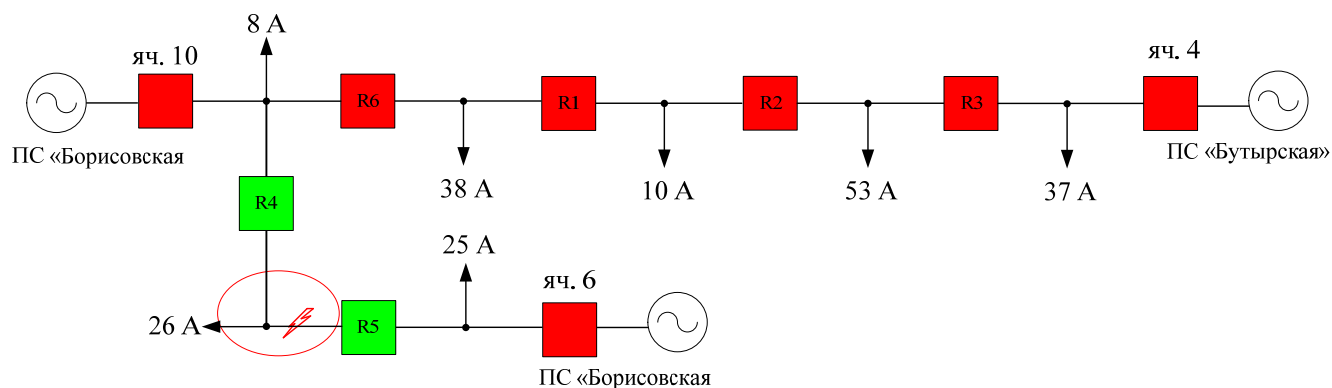 8 А
яч. 10
яч. 4
R6
R1
R2
R3
ПС «Борисовская
ПС «Бутырская»
38 А
10 А
53 А
37 А
R4
25 А
яч. 6
26 А
R5
ПС «Борисовская